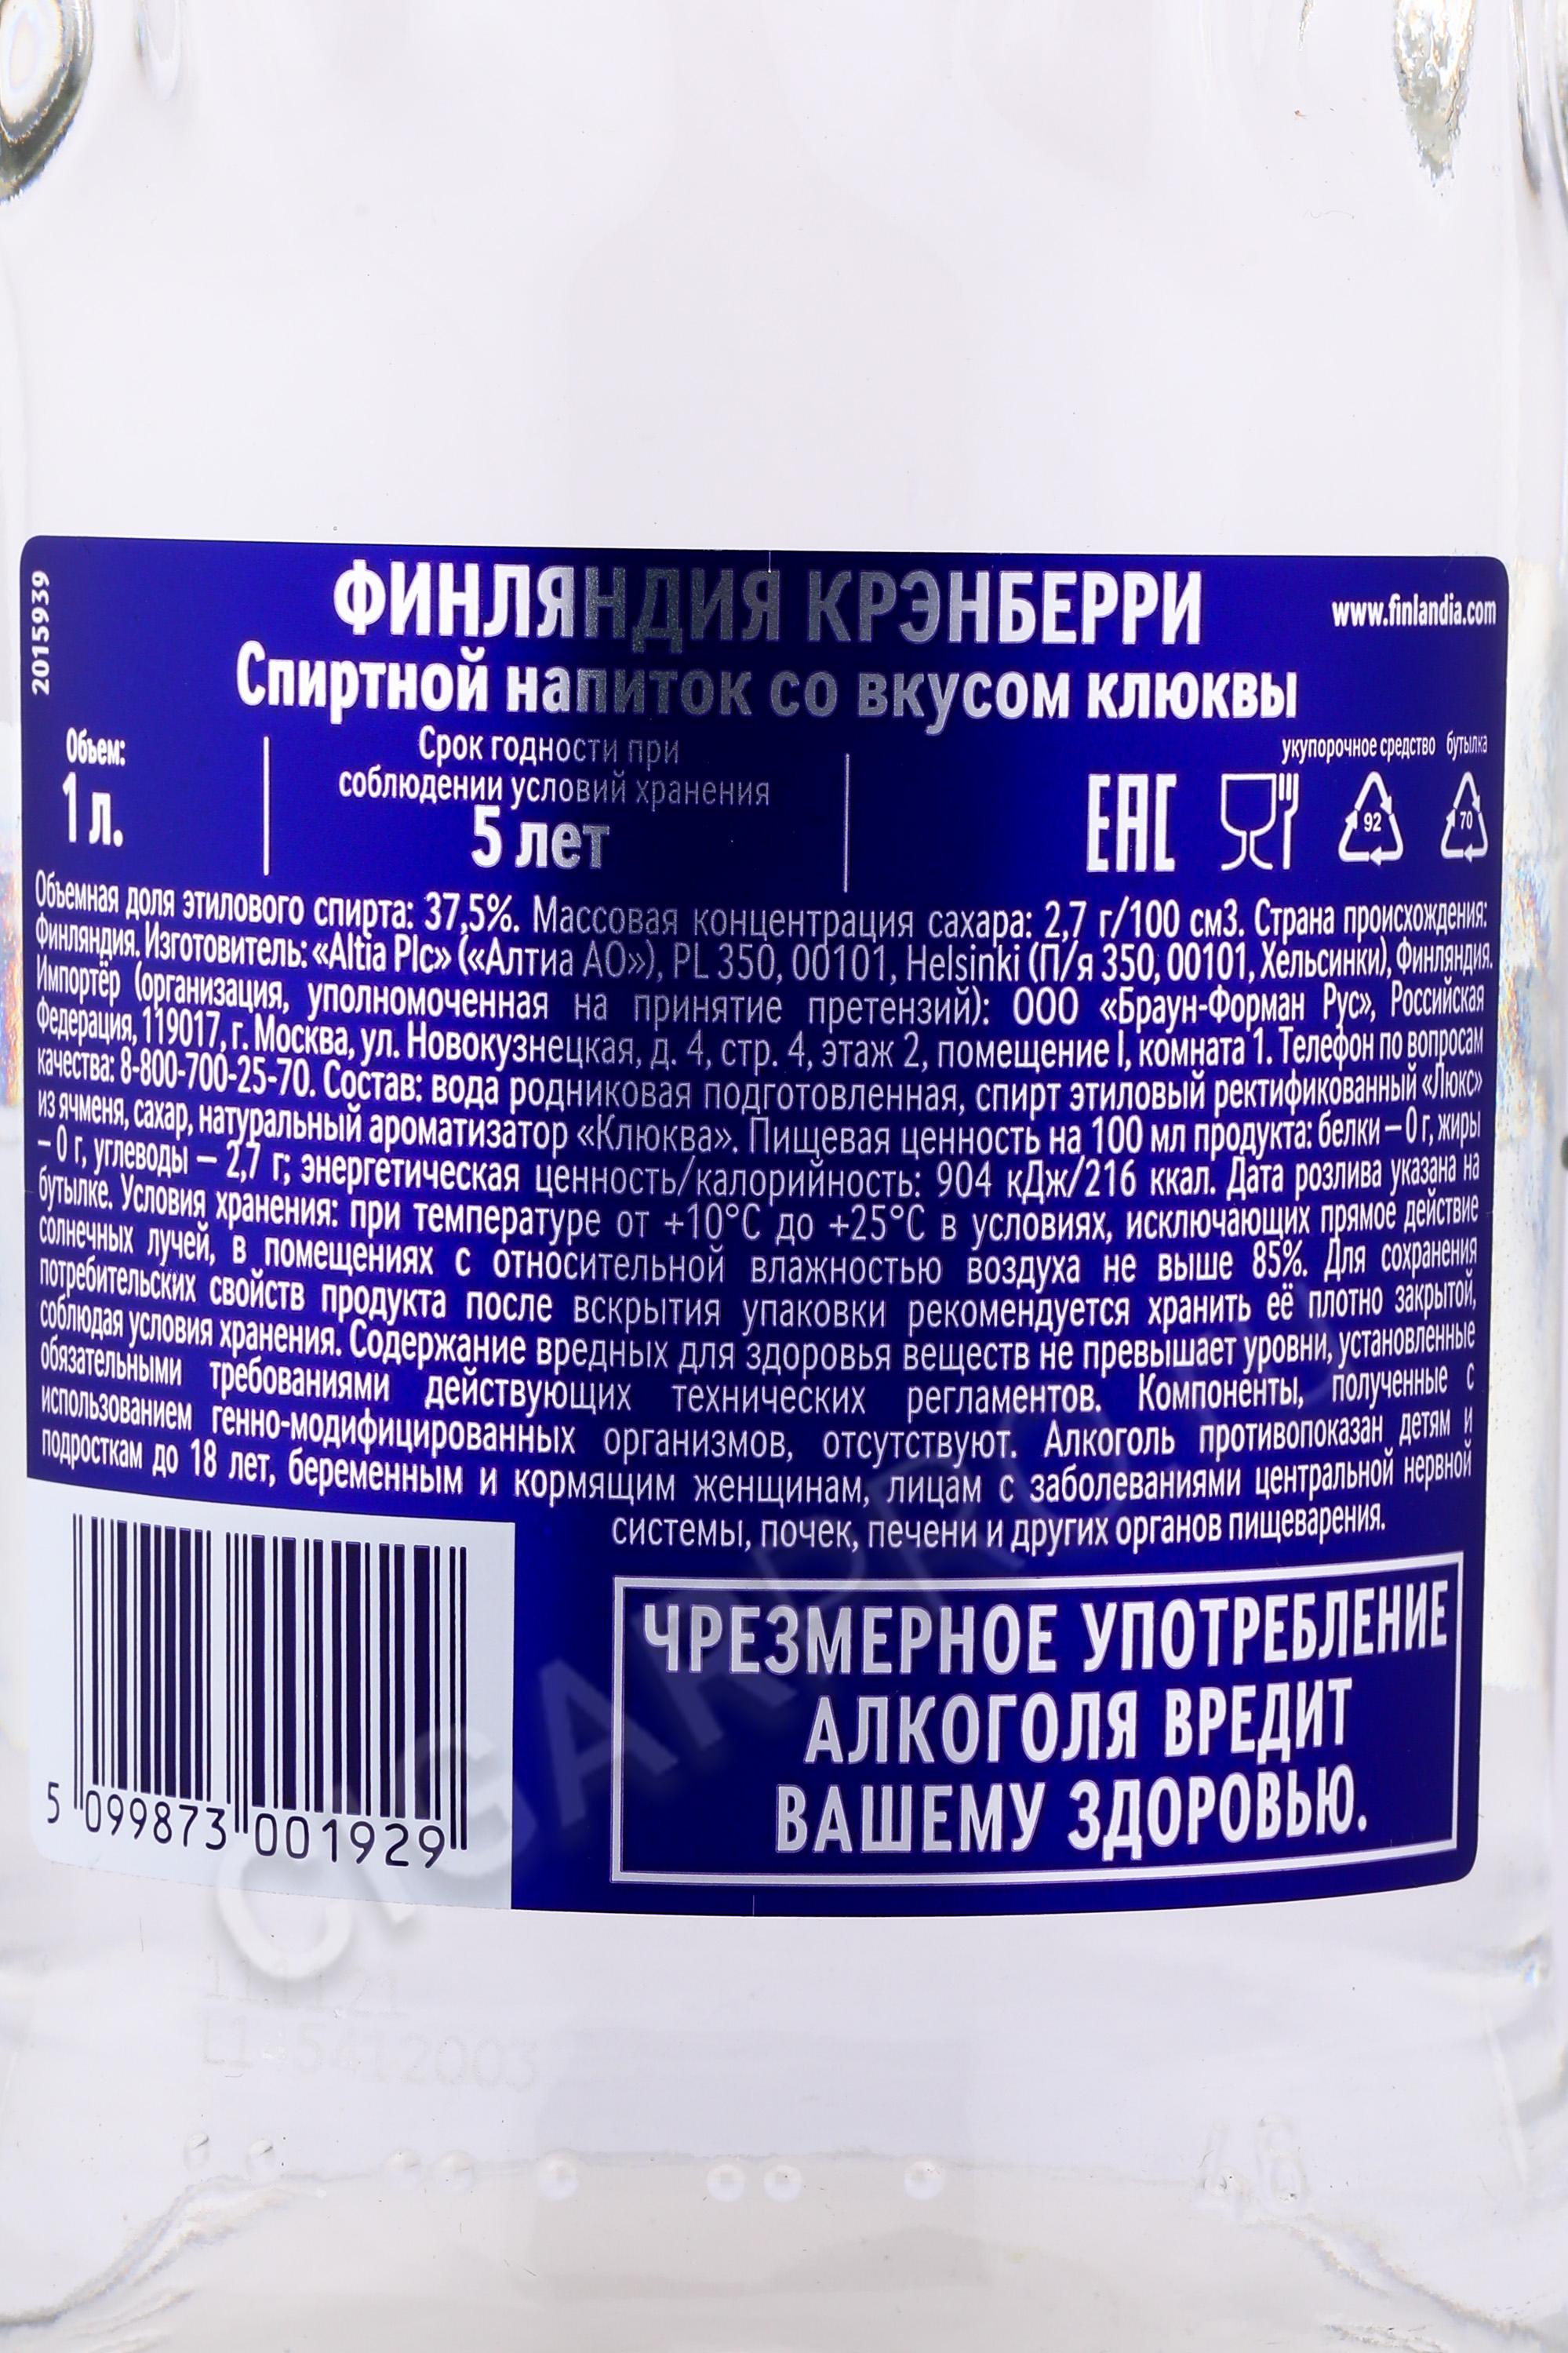 2015939
ФИНЛЯНДИЯ КРЭНБЕРРИ
www.finlandia.com
Спиртной напиток со вкусом клюквы
Объем:
1 л.
Срок годности при
соблюдении условий хранения
5 лет
укупорочное средство бутылка
EAC
92
70
Объемная доля этилового спирта: 37,5%. Массовая концентрация сахара: 2,7 г/100 см3. Страна происхождения:
Финляндия. Изготовитель: «Altia Plc» («Алтиа АО»), PL 350, 00101, Helsinki (П/я 350, 00101, Хельсинки), Финляндия.
Импортёр (организация, уполномоченная на принятие претензий): ООО «Браун-Форман Рус», Российская
Федерация, 119017, г. Москва, ул. Новокузнецкая, д. 4, стр. 4, этаж 2, помещение I, комната 1. Телефон по вопросам
качества: 8-800-700-25-70. Состав: вода родниковая подготовленная, спирт этиловый ректификованный «Люкс»
из ячменя, сахар, натуральный ароматизатор «Клюква». Пищевая ценность на 100 мл продукта: белки – 0 г, жиры
– 0 г, углеводы – 2,7 г; энергетическая ценность/калорийность: 904 кДж/216 ккал. Дата розлива указана на
бутылке. Условия хранения: при температуре от +10°С до +25°С в условиях, исключающих прямое действие
солнечных лучей, в помещениях с относительной влажностью воздуха не выше 85%. Для сохранения
потребительских свойств продукта после вскрытия упаковки рекомендуется хранить её плотно закрытой,
соблюдая условия хранения. Содержание вредных для здоровья веществ не превышает уровни, установленные
обязательными требованиями действующих технических регламентов. Компоненты, полученные с
использованием генно-модифицированных организмов, отсутствуют. Алкоголь противопоказан детям и
подросткам до 18 лет, беременным и кормящим женщинам, лицам с заболеваниями центральной нервной
системы, почек, печени и других органов пищеварения.
ЧРЕЗМЕРНОЕ УПОТРЕБЛЕНИЕ
АЛКОГОЛЯ ВРЕДИТ
ВАШЕМУ ЗДОРОВЬЮ.
5 099873 001929
CIGARPRO.RU